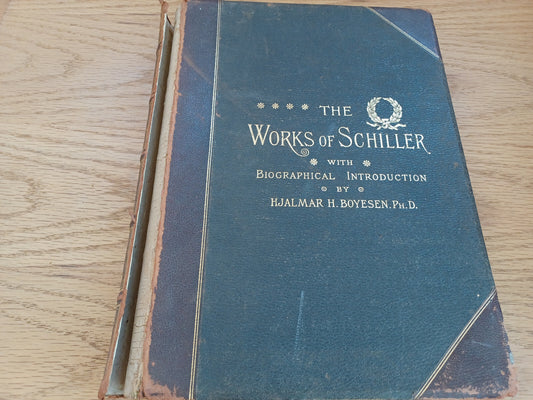 THE
WORKS OF SCHILLER
WITH
BIOGRAPHICAL INTRODUCTION
BY
HJALMAR H. BOYESEN, PH.D.